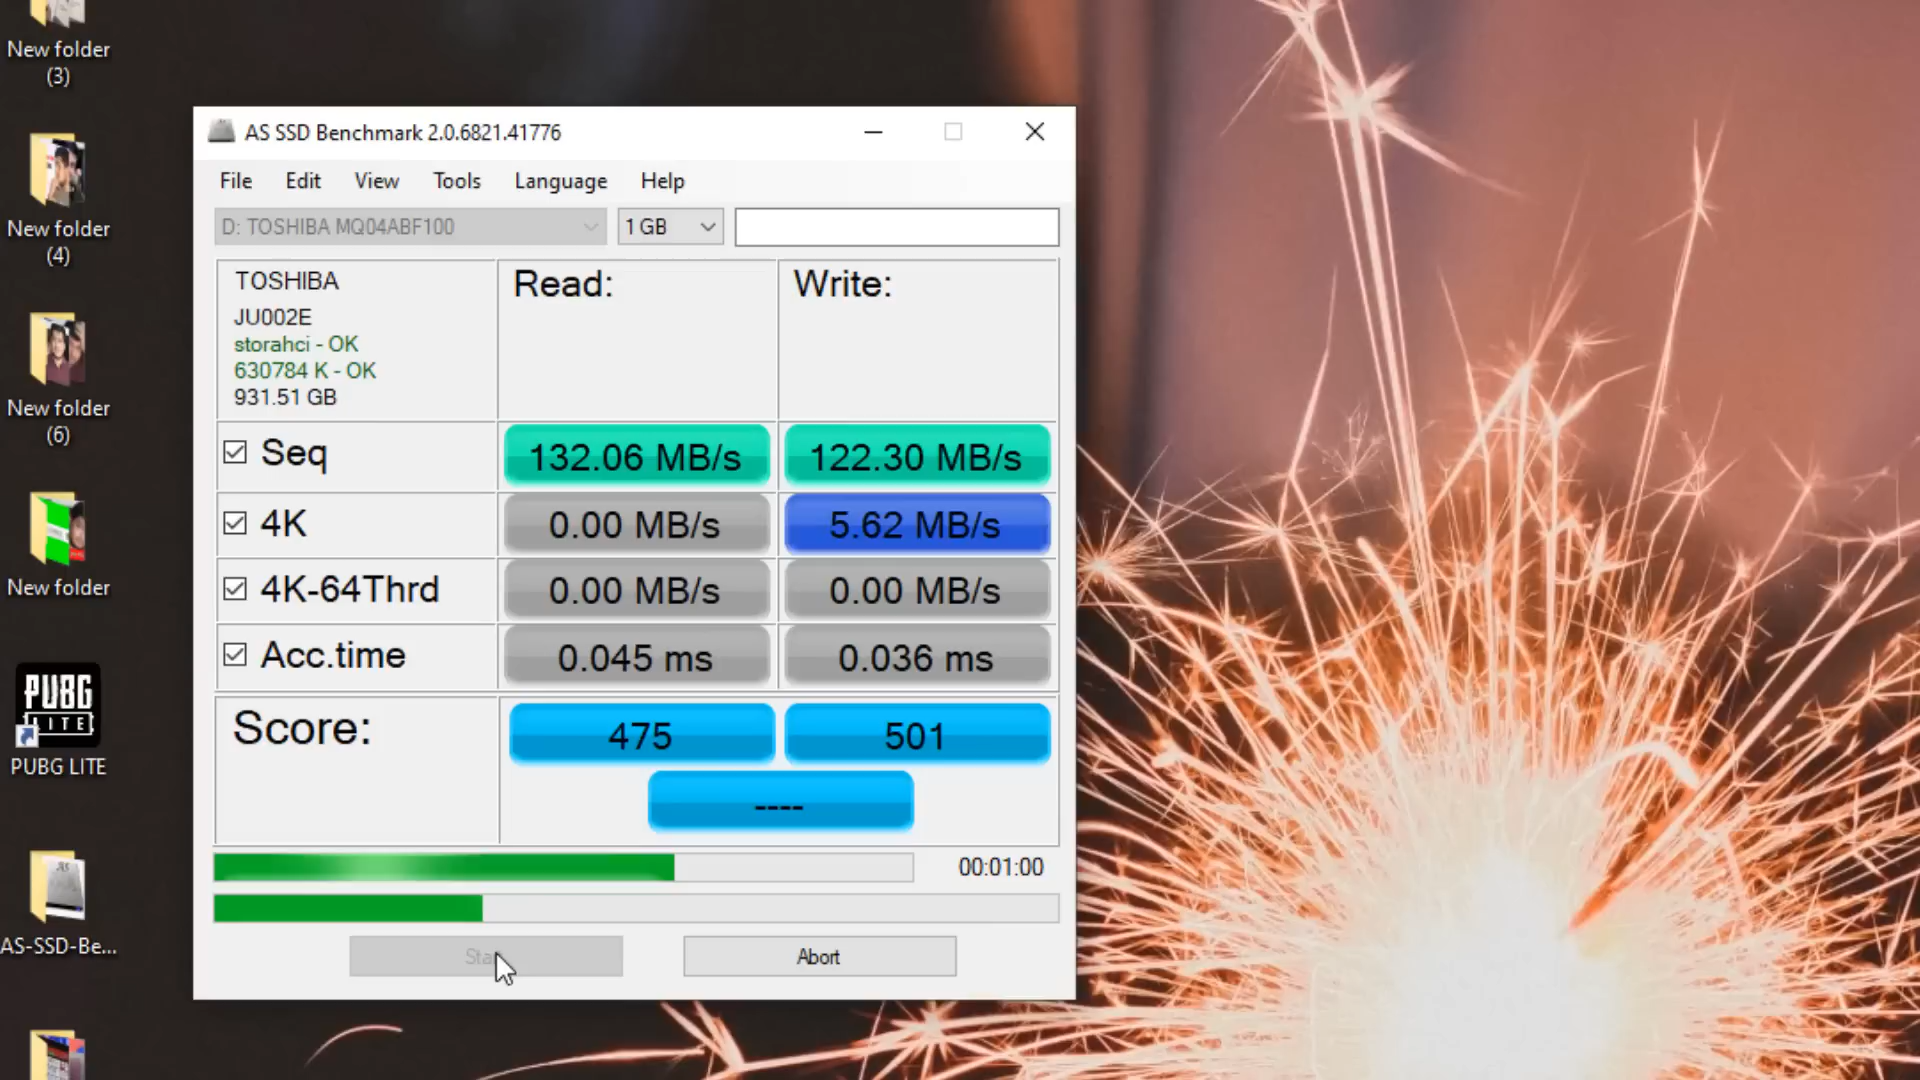 New folder
(3)
New folder
(4)
New folder
(6)
New folder
PUBG
LITE
PUBG LITE
AS-SSD-Be...
AS SSD Benchmark 2.0.6821.41776
File Edit View Tools Language Help
D: TOSHIBA MQ04ABF100 1 GB
TOSHIBA
JU002E
storahci - OK
630784 K - OK
931.51 GB
Read: Write:
Seq 132.06 MB/s 122.30 MB/s
4K 0.00 MB/s 5.62 MB/s
4K-64Thrd 0.00 MB/s 0.00 MB/s
Acc.time 0.045 ms 0.036 ms
Score: 475 501
----
00:01:00
Start Abort